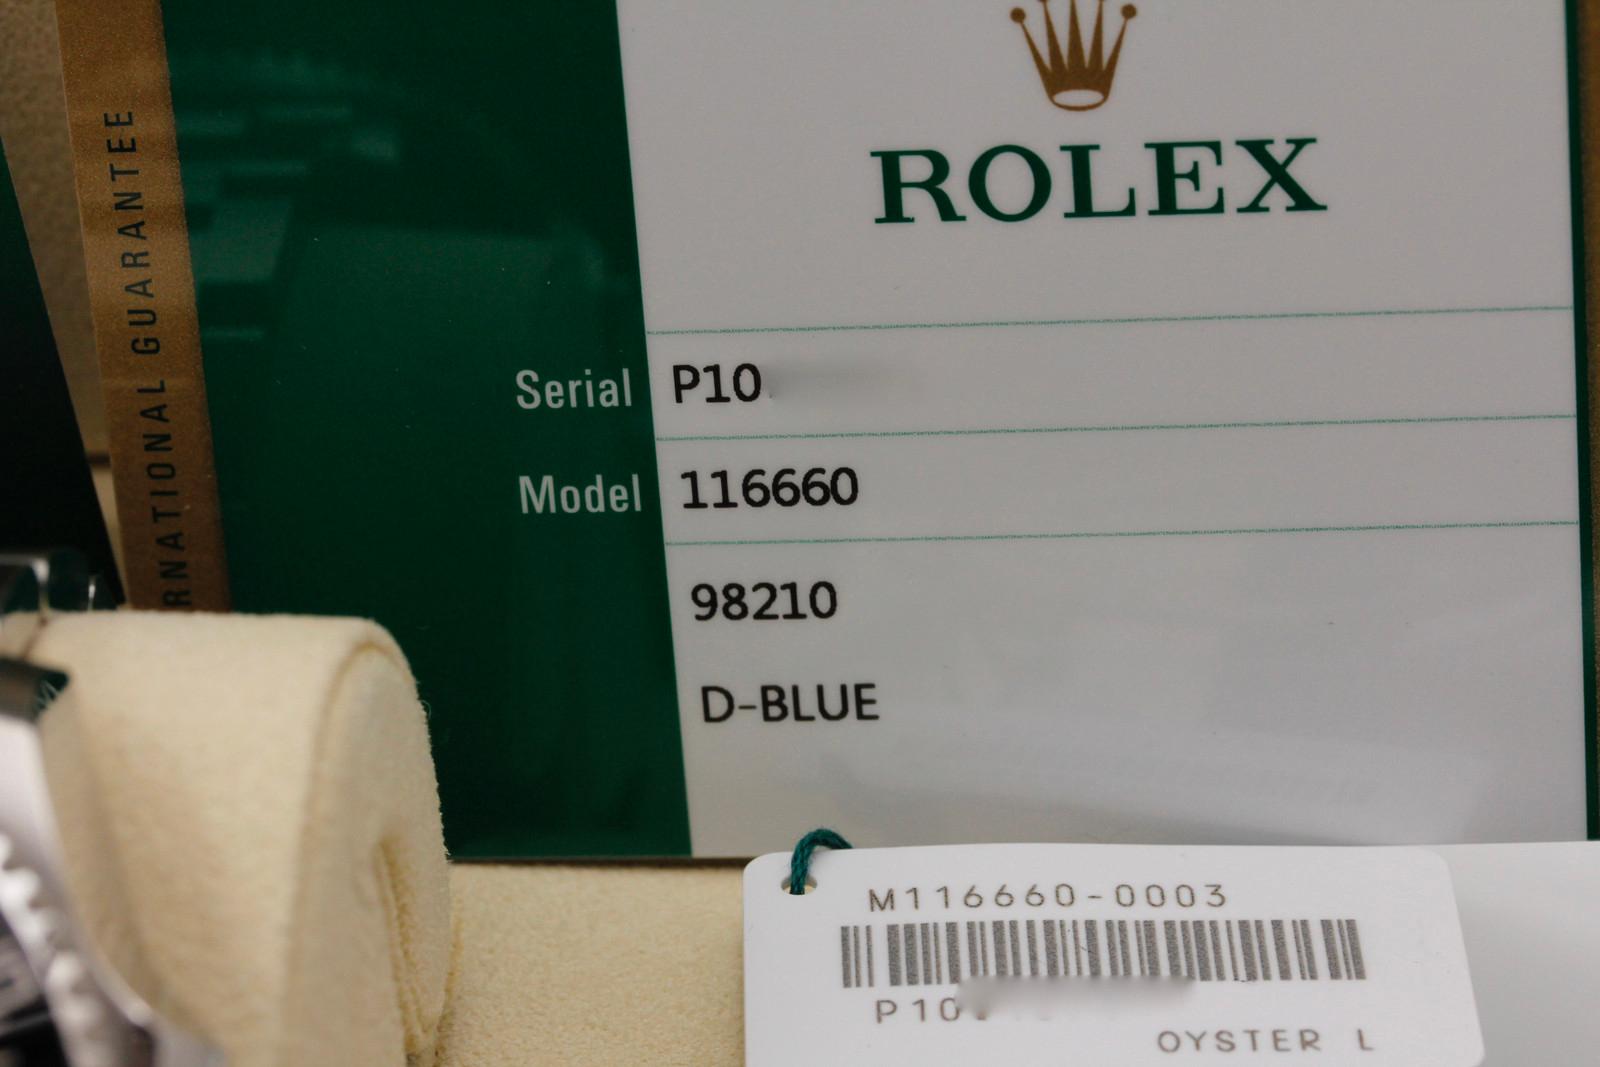 RNATIONAL GUARANTEE
ROLEX
Serial P10
Model 116660
98210
D-BLUE
M116660-0003
P10
OYSTER L